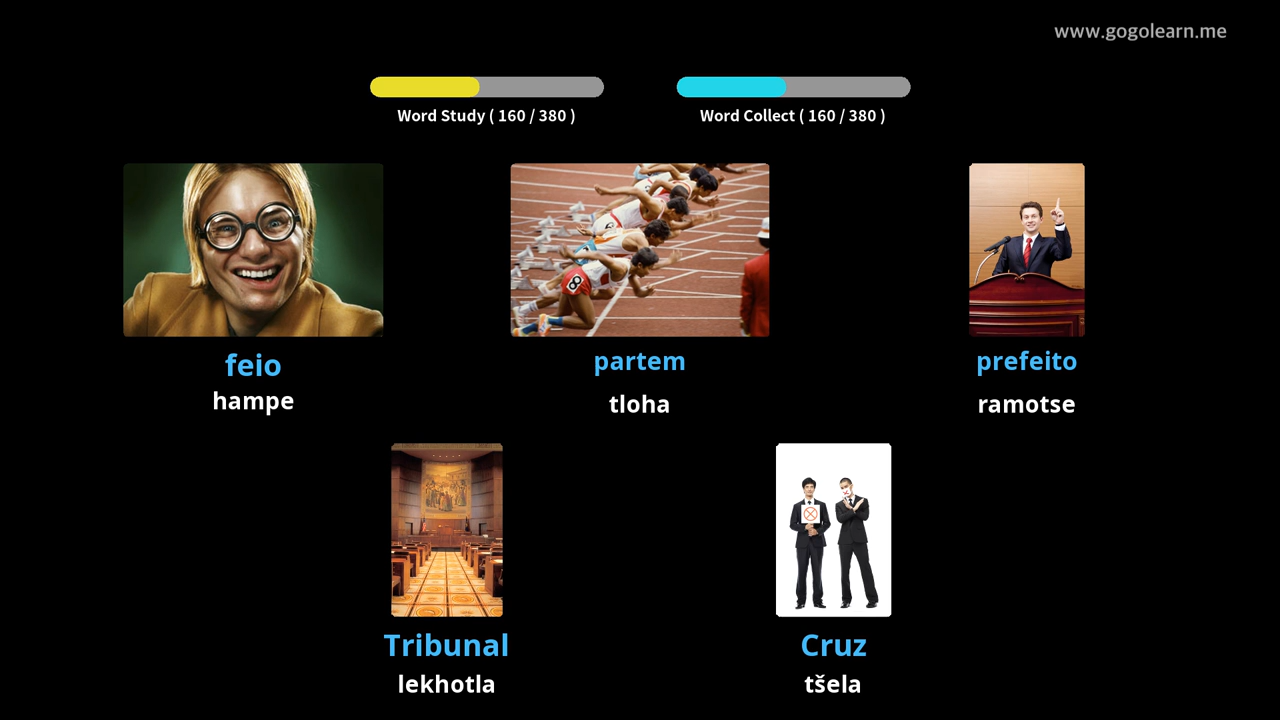 www.gogolearn.me
Word Study ( 160 / 380 )
Word Collect ( 160 / 380 )
feio
hampe
partem
tloha
prefeito
ramotse
Tribunal
lekhotla
Cruz
tšela